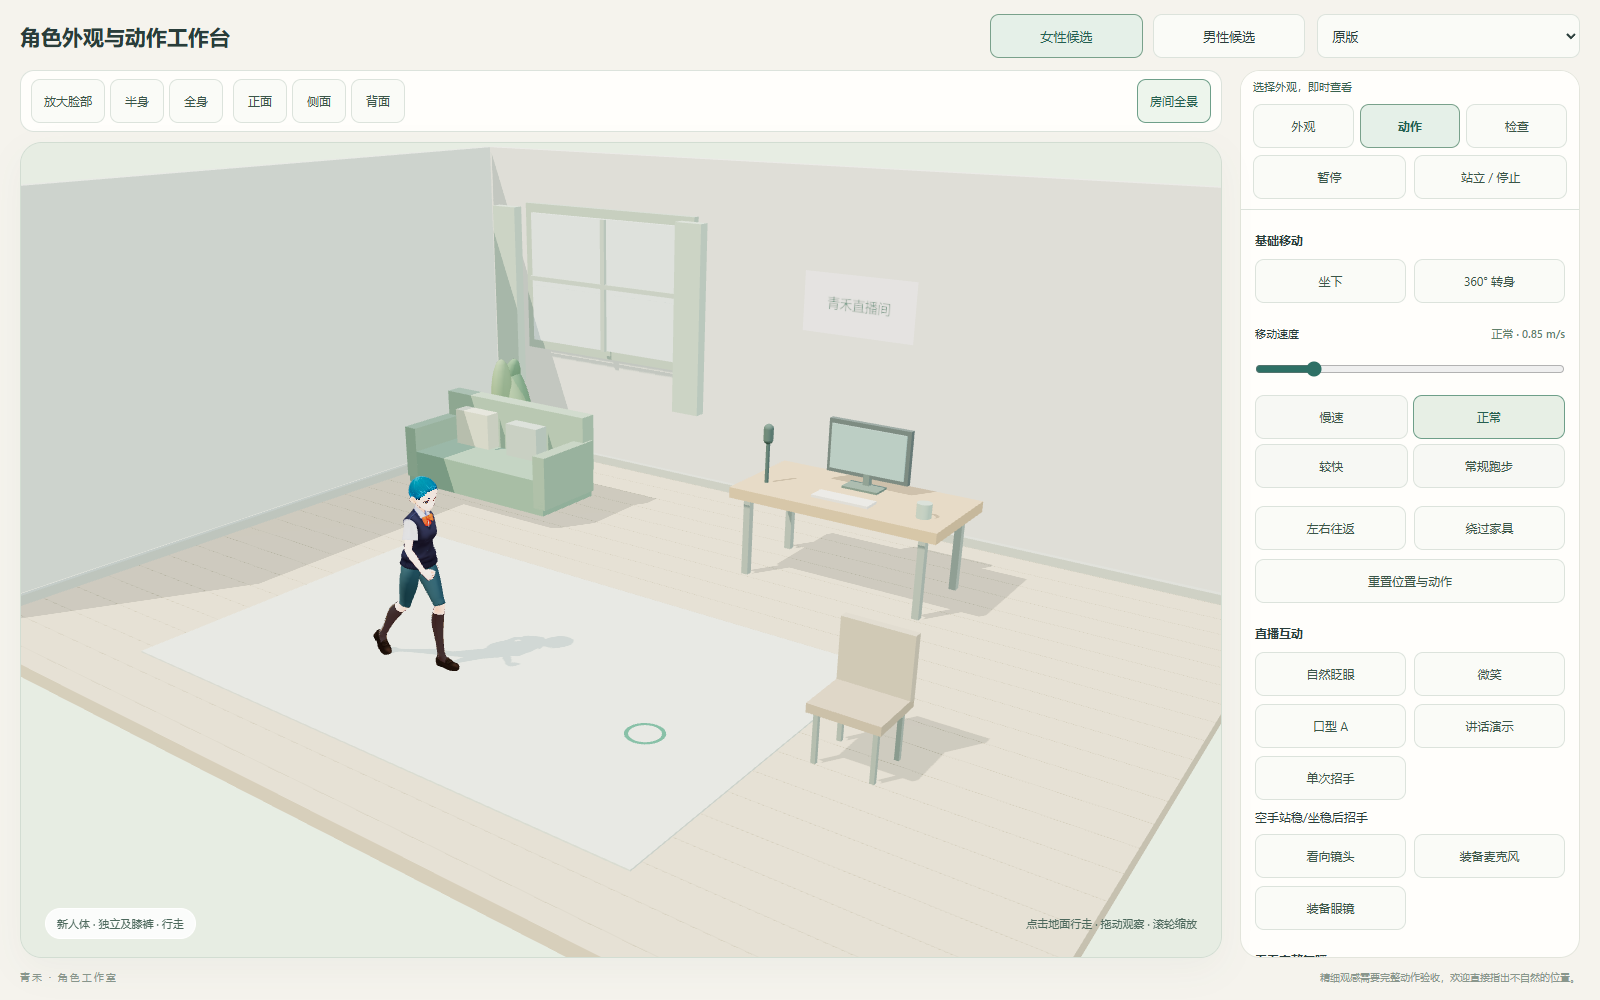 角色外观与动作工作台
女性候选
男性候选
原版
放大脸部
半身
全身
正面
侧面
背面
房间全景
青禾直播间
新人体 · 独立及膝裤 · 行走
点击地面行走 · 拖动观察 · 滚轮缩放
选择外观，即时查看
外观
动作
检查
暂停
站立 / 停止
基础移动
坐下
360° 转身
移动速度
正常 · 0.85 m/s
慢速
正常
较快
常规跑步
左右往返
绕过家具
重置位置与动作
直播互动
自然眨眼
微笑
口型 A
讲话演示
单次招手
空手站稳/坐稳后招手
看向镜头
装备麦克风
装备眼镜
青禾 · 角色工作室
精细观感需要完整动作验收，欢迎直接指出不自然的位置。